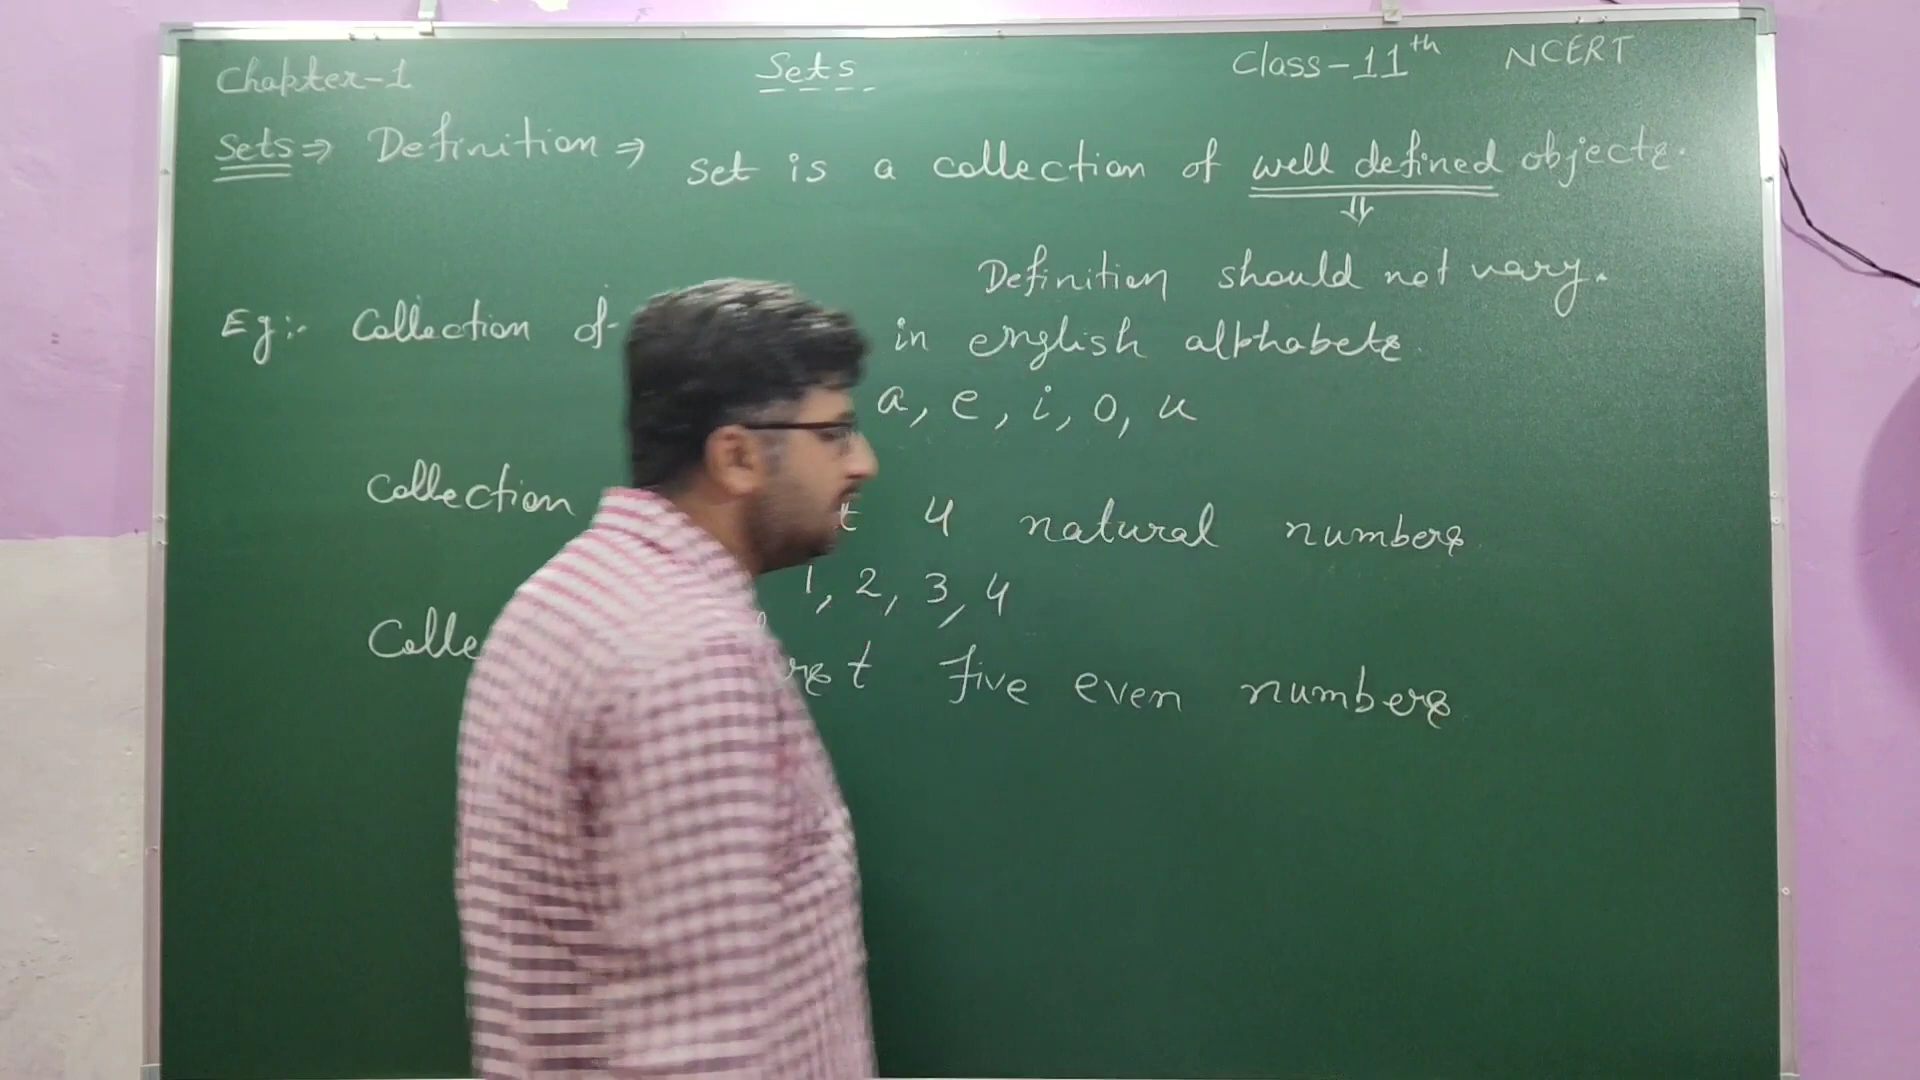 Chapter-1 Sets Class-11th NCERT
Sets ⇒ Definition ⇒ set is a collection of well defined objects.
⇓
Definition should not vary.
Eg:- Collection of in english alphabets
a, e, i, o, u
Collection 4 natural numbers
1, 2, 3, 4
Five even numbers